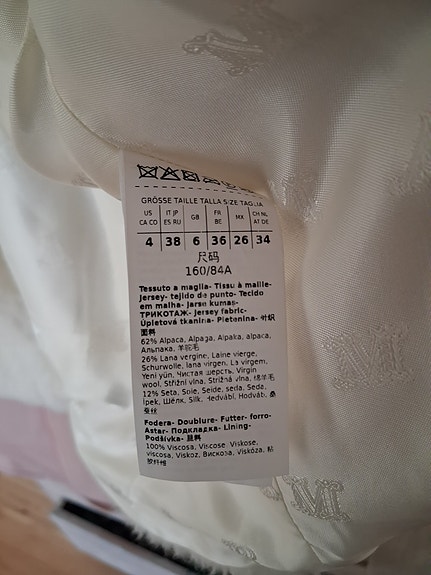 GRÖSSE TAILLE TALLA SIZE TAGLIA
US CA CO IT JP ES RU GB FR BE MX CH NL AT DE
4 38 6 36 26 34
尺码
160/84A
Tessuto a maglia- Tissu à maille-
Jersey- tejido de punto- Tecido
em malha- Jarse kumaş-
ТРИКОТАЖ- Jersey fabric-
Úpletová tkanina- Pletenina- 针织
面料
62% Alpaca, Alpaga, Alpaka, alpaca,
Альпака, 羊驼毛
26% Lana vergine, Laine vierge,
Schurwolle, lana virgen, Lã virgem,
Yeni yün, Чистая шерсть, Virgin
wool, Střižní vlna, Strižná vlna, 绵羊毛
12% Seta, Soie, Seide, seda, Seda,
İpek, Шёлк, Silk, Hedvábí, Hodváb, 桑
蚕丝
Fodera- Doublure- Futter- forro-
Astar- Подкладка- Lining-
Podšívka- 里料
100% Viscosa, Viscose, Viskose,
viscosa, Viskoz, Вискоза, Viskóza, 粘
胶纤维
M